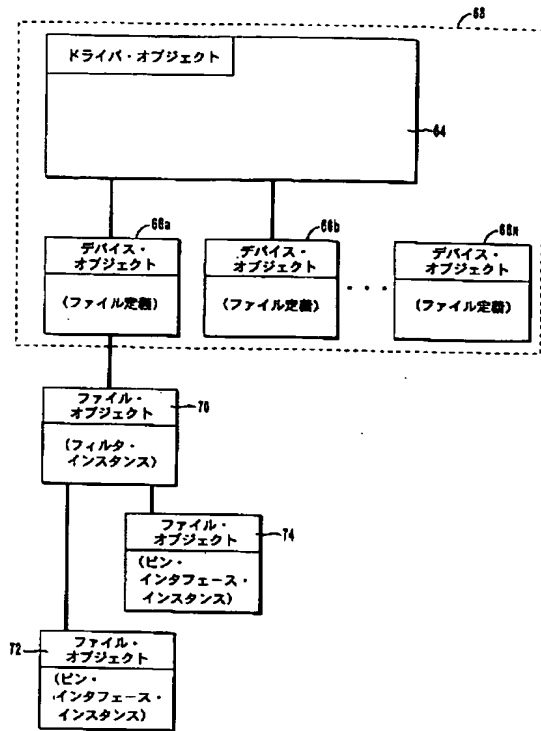 68
ドライバ・オブジェクト
64
66a
66b
66N
デバイス・
オブジェクト
(ファイル定義)
デバイス・
オブジェクト
(ファイル定義)
・・・
デバイス・
オブジェクト
(ファイル定義)
ファイル・
オブジェクト
70
(フィルタ・
インスタンス)
ファイル・
オブジェクト
74
(ピン・
インタフェース・
インスタンス)
72
ファイル・
オブジェクト
(ピン・
インタフェース・
インスタンス)